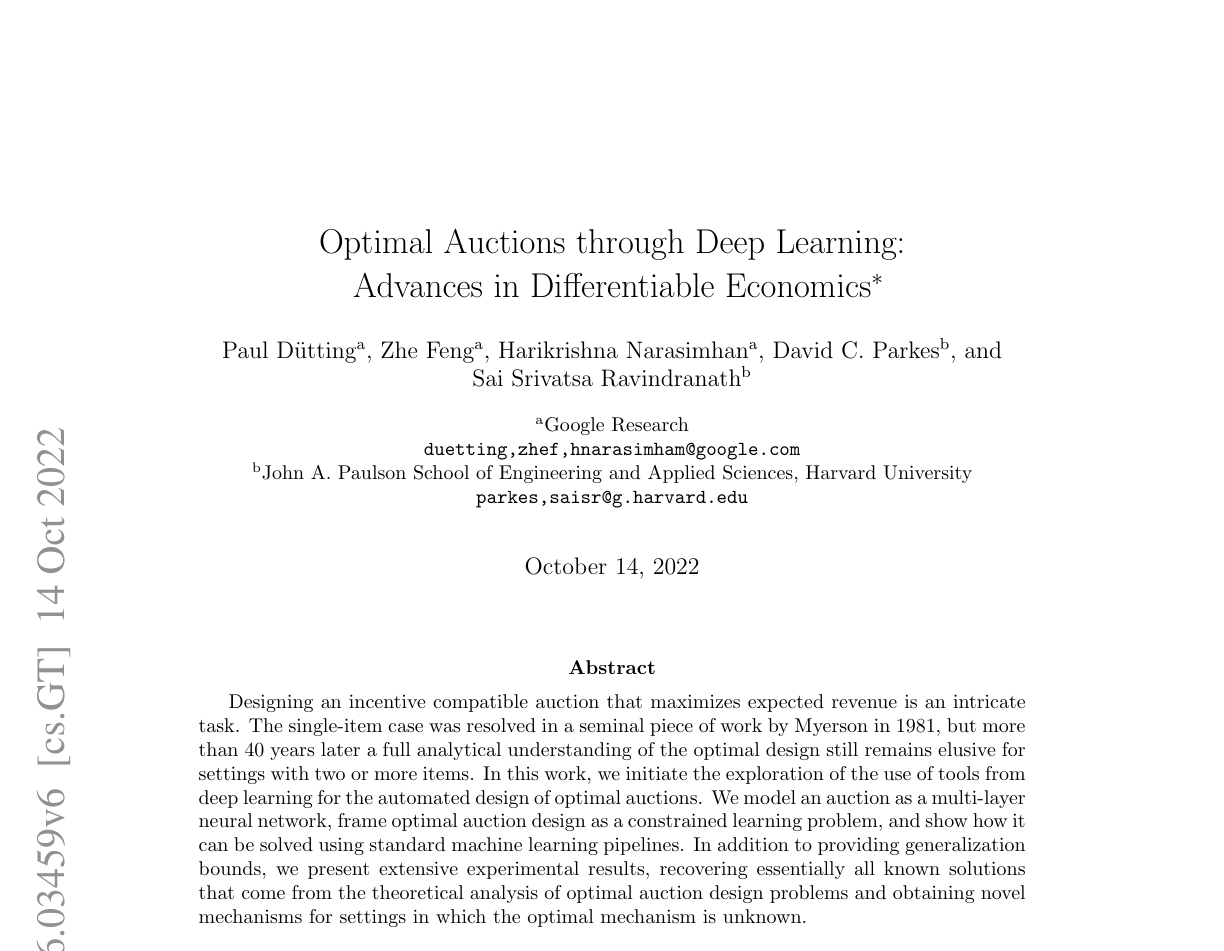 Optimal Auctions through Deep Learning:
Advances in Differentiable Economics*
Paul Düttingᵃ, Zhe Fengᵃ, Harikrishna Narasimhanᵃ, David C. Parkesᵇ, and
Sai Srivatsa Ravindranathᵇ
ᵃGoogle Research
duetting,zhef,hnarasimham@google.com
ᵇJohn A. Paulson School of Engineering and Applied Sciences, Harvard University
parkes,saisr@g.harvard.edu
October 14, 2022
Abstract
Designing an incentive compatible auction that maximizes expected revenue is an intricate
task. The single-item case was resolved in a seminal piece of work by Myerson in 1981, but more
than 40 years later a full analytical understanding of the optimal design still remains elusive for
settings with two or more items. In this work, we initiate the exploration of the use of tools from
deep learning for the automated design of optimal auctions. We model an auction as a multi-layer
neural network, frame optimal auction design as a constrained learning problem, and show how it
can be solved using standard machine learning pipelines. In addition to providing generalization
bounds, we present extensive experimental results, recovering essentially all known solutions
that come from the theoretical analysis of optimal auction design problems and obtaining novel
mechanisms for settings in which the optimal mechanism is unknown.
6.03459v6 [cs.GT] 14 Oct 2022